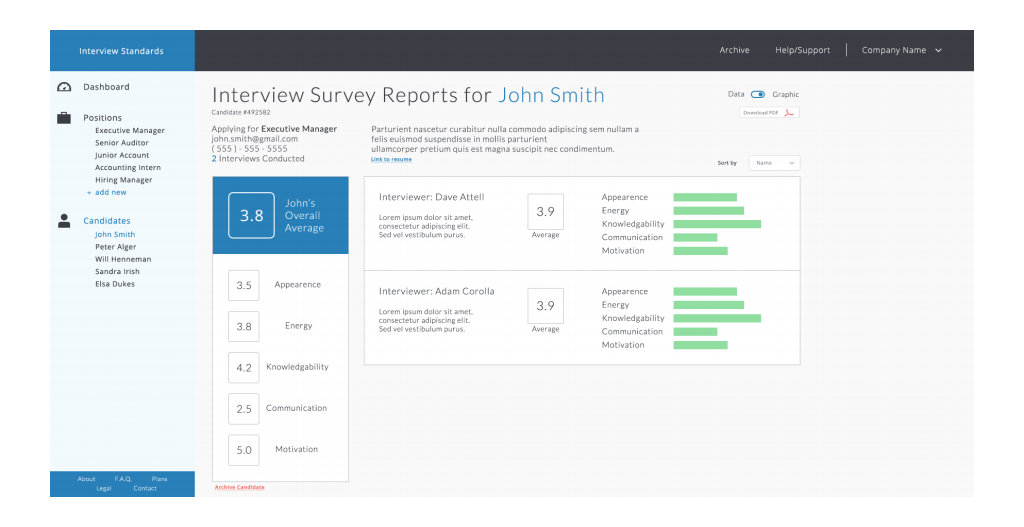 Interview Standards
Archive
Help/Support
Company Name
Dashboard
Positions
Executive Manager
Senior Auditor
Junior Account
Accounting Intern
Hiring Manager
+ add new
Candidates
John Smith
Peter Alger
Will Henneman
Sandra Irish
Elsa Dukes
About F.A.Q. Plans
Legal Contact
Interview Survey Reports for John Smith
Candidate #492582
Data Graphic
Download PDF
Applying for Executive Manager
john.smith@gmail.com
( 555 ) - 555 - 5555
2 Interviews Conducted
Parturient nascetur curabitur nulla commodo adipiscing sem nullam a
felis euismod suspendisse in mollis parturient
ullamcorper pretium quis est magna suscipit nec condimentum.
Link to resume
Sort by Name
3.8
John's
Overall
Average
3.5 Appearence
3.8 Energy
4.2 Knowledgability
2.5 Communication
5.0 Motivation
Archive Candidate
Interviewer: Dave Attell
Lorem ipsum dolor sit amet,
consectetur adipiscing elit.
Sed vel vestibulum purus.
3.9
Average
Appearence
Energy
Knowledgability
Communication
Motivation
Interviewer: Adam Corolla
Lorem ipsum dolor sit amet,
consectetur adipiscing elit.
Sed vel vestibulum purus.
3.9
Average
Appearence
Energy
Knowledgability
Communication
Motivation